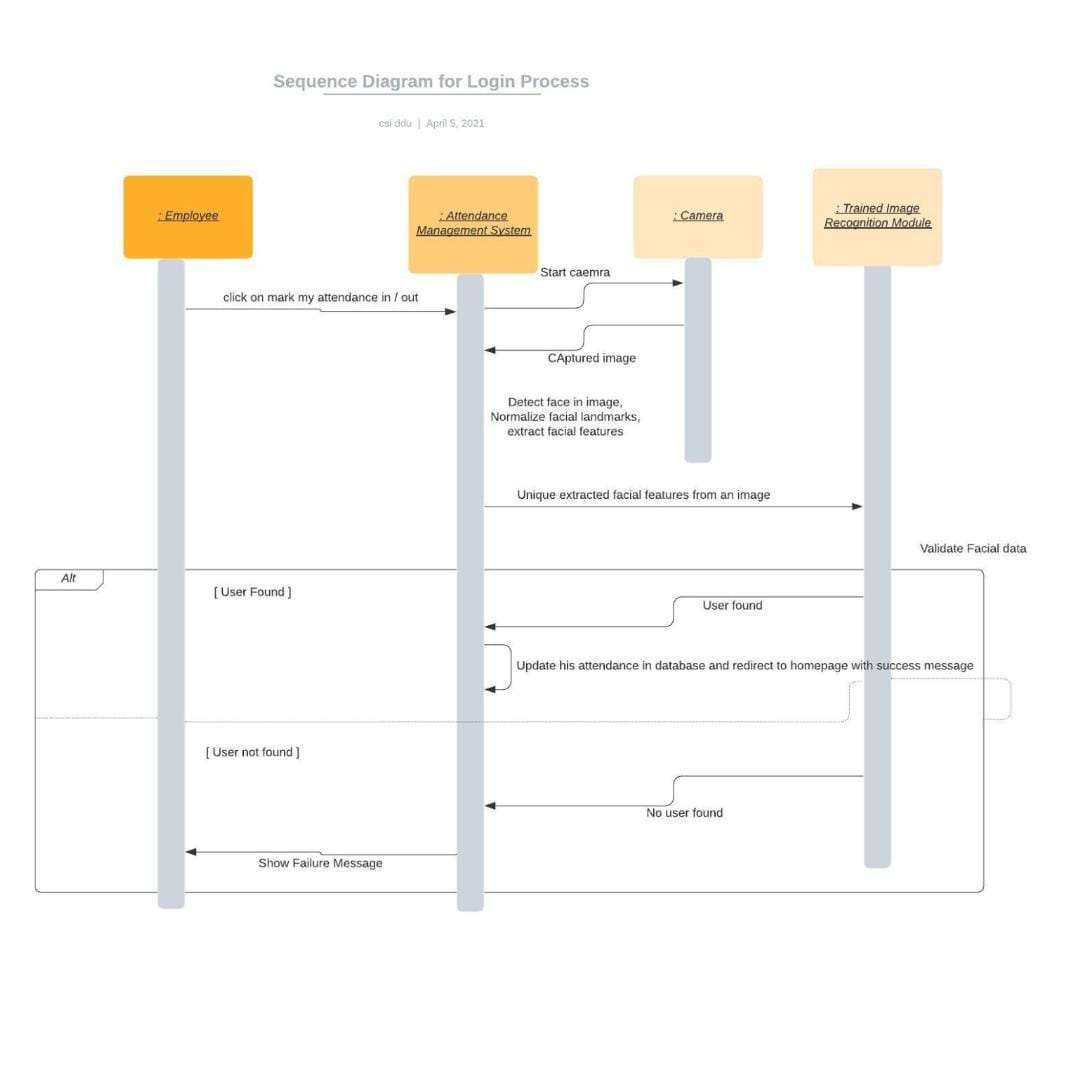 Sequence Diagram for Login Process
csi ddu | April 5, 2021
: Employee
: Attendance
Management System
: Camera
: Trained Image
Recognition Module
Start caemra
click on mark my attendance in / out
CAptured image
Detect face in image,
Normalize facial landmarks,
extract facial features
Unique extracted facial features from an image
Validate Facial data
Alt
[ User Found ]
User found
Update his attendance in database and redirect to homepage with success message
[ User not found ]
No user found
Show Failure Message